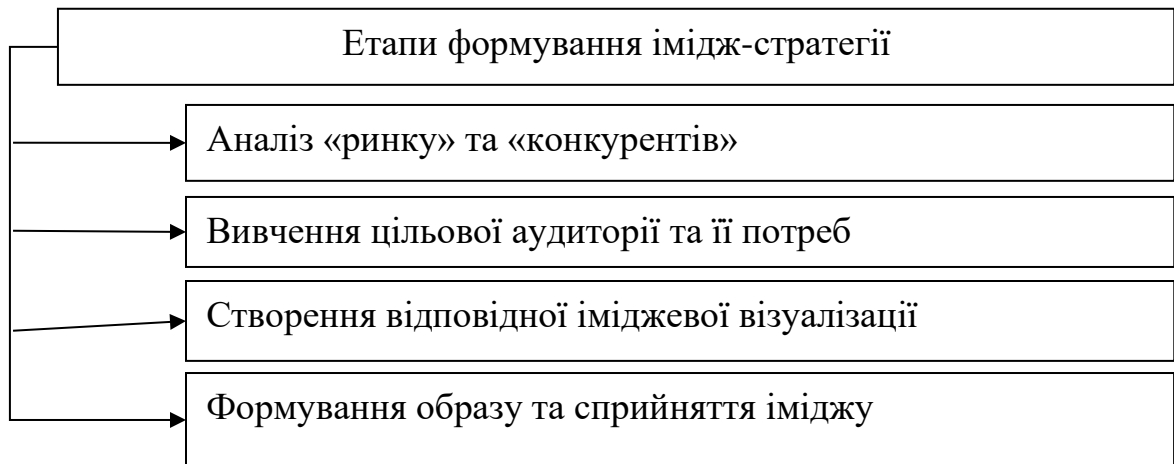 Етапи формування імідж-стратегії
Аналіз «ринку» та «конкурентів»
Вивчення цільової аудиторії та її потреб
Створення відповідної іміджевої візуалізації
Формування образу та сприйняття іміджу